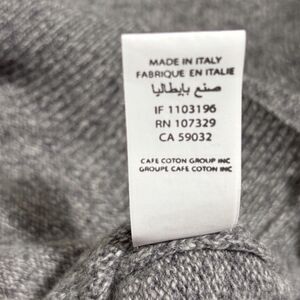 MADE IN ITALY
FABRIQUE EN ITALIE
صنع بإيطاليا
IF 1103196
RN 107329
CA 59032
CAFE COTON GROUP INC
GROUPE CAFE COTON INC